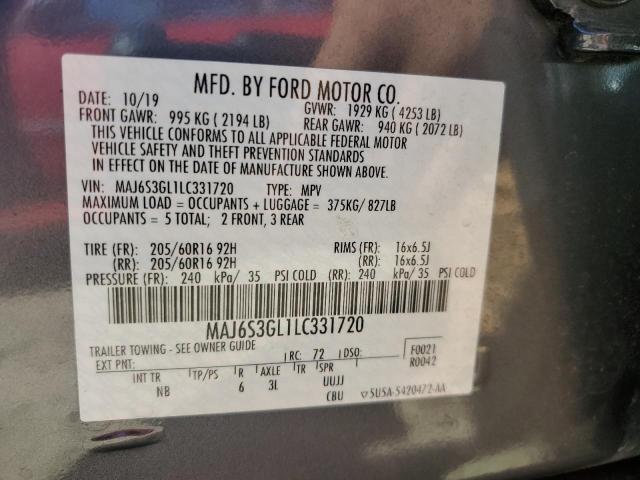 MFD. BY FORD MOTOR CO.
DATE: 10/19 GVWR: 1929 KG ( 4253 LB)
FRONT GAWR: 995 KG ( 2194 LB) REAR GAWR: 940 KG ( 2072 LB)
THIS VEHICLE CONFORMS TO ALL APPLICABLE FEDERAL MOTOR
VEHICLE SAFETY AND THEFT PREVENTION STANDARDS
IN EFFECT ON THE DATE OF MANUFACTURE SHOWN ABOVE.
VIN: MAJ6S3GL1LC331720 TYPE: MPV
MAXIMUM LOAD = OCCUPANTS + LUGGAGE = 375KG/ 827LB
OCCUPANTS = 5 TOTAL; 2 FRONT, 3 REAR
TIRE (FR): 205/60R16 92H RIMS (FR): 16x6.5J
(RR): 205/60R16 92H (RR): 16x6.5J
PRESSURE (FR): 240 kPa/ 35 PSI COLD (RR): 240 kPa/ 35 PSI COLD
MAJ6S3GL1LC331720
TRAILER TOWING - SEE OWNER GUIDE
EXT PNT: RC: 72 DSO: F0021
R0042
INT TR TP/PS R AXLE TR SPR
NB 6 3L UUJJ
CBU 5U5A-5420472-AA